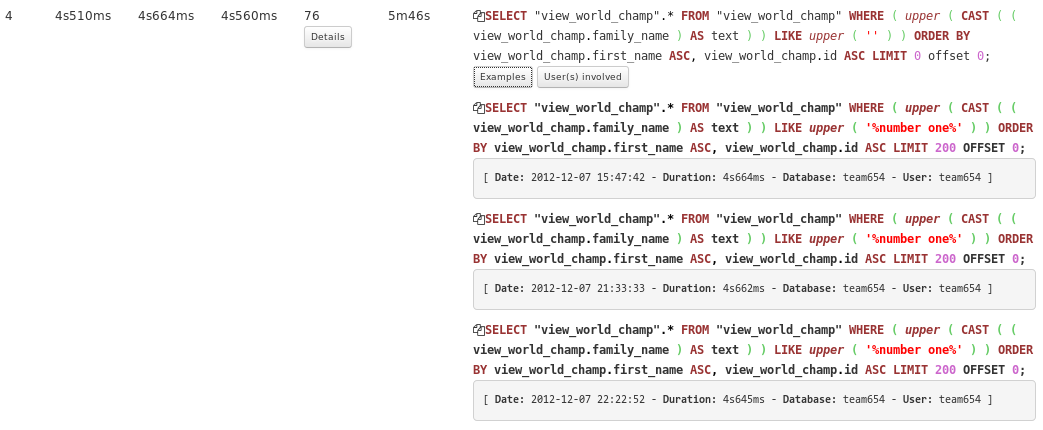 4 4s510ms 4s664ms 4s560ms 76 5m46s SELECT "view_world_champ".* FROM "view_world_champ" WHERE ( upper ( CAST ( (
Details
view_world_champ.family_name ) AS text ) ) LIKE upper ( '' ) ) ORDER BY
view_world_champ.first_name ASC, view_world_champ.id ASC LIMIT 0 offset 0;
Examples User(s) involved
SELECT "view_world_champ".* FROM "view_world_champ" WHERE ( upper ( CAST ( (
view_world_champ.family_name ) AS text ) ) LIKE upper ( '%number one%' ) ) ORDER
BY view_world_champ.first_name ASC, view_world_champ.id ASC LIMIT 200 OFFSET 0;
[ Date: 2012-12-07 15:47:42 - Duration: 4s664ms - Database: team654 - User: team654 ]
SELECT "view_world_champ".* FROM "view_world_champ" WHERE ( upper ( CAST ( (
view_world_champ.family_name ) AS text ) ) LIKE upper ( '%number one%' ) ) ORDER
BY view_world_champ.first_name ASC, view_world_champ.id ASC LIMIT 200 OFFSET 0;
[ Date: 2012-12-07 21:33:33 - Duration: 4s662ms - Database: team654 - User: team654 ]
SELECT "view_world_champ".* FROM "view_world_champ" WHERE ( upper ( CAST ( (
view_world_champ.family_name ) AS text ) ) LIKE upper ( '%number one%' ) ) ORDER
BY view_world_champ.first_name ASC, view_world_champ.id ASC LIMIT 200 OFFSET 0;
[ Date: 2012-12-07 22:22:52 - Duration: 4s645ms - Database: team654 - User: team654 ]